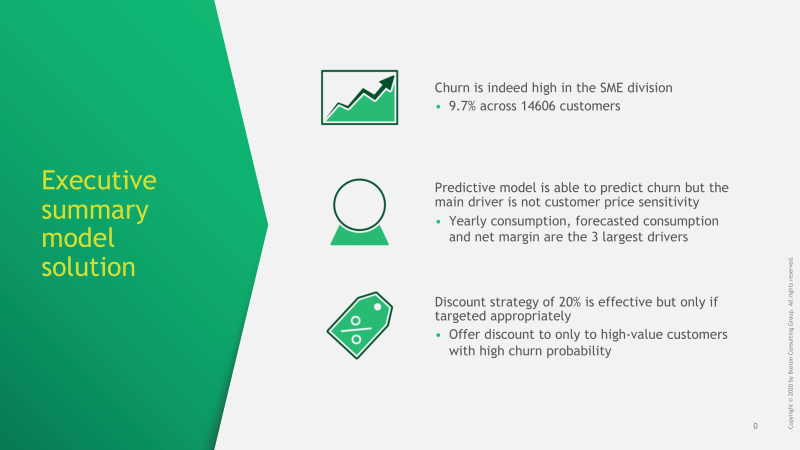 Executive
summary
model
solution
Churn is indeed high in the SME division
• 9.7% across 14606 customers
Predictive model is able to predict churn but the
main driver is not customer price sensitivity
• Yearly consumption, forecasted consumption
and net margin are the 3 largest drivers
Discount strategy of 20% is effective but only if
targeted appropriately
• Offer discount to only to high-value customers
with high churn probability
Copyright © 2020 by Boston Consulting Group. All rights reserved.
0